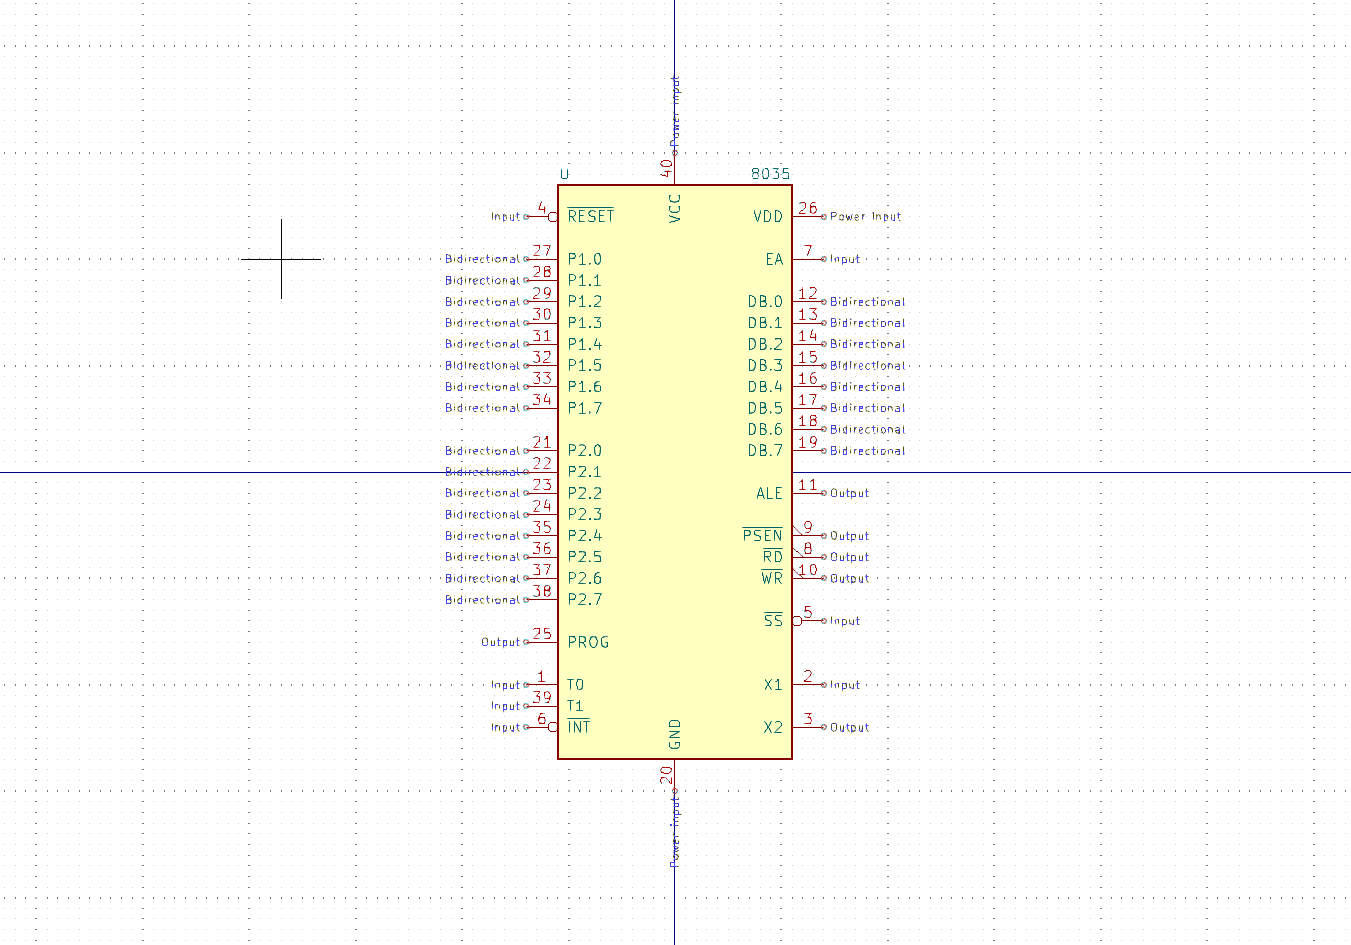 Power Input
40
U 8035
VCC
Input 4 RESET VDD 26 Power Input
Bidirectional 27 P1.0 EA 7 Input
Bidirectional 28 P1.1
Bidirectional 29 P1.2 DB.0 12 Bidirectional
Bidirectional 30 P1.3 DB.1 13 Bidirectional
Bidirectional 31 P1.4 DB.2 14 Bidirectional
Bidirectional 32 P1.5 DB.3 15 Bidirectional
Bidirectional 33 P1.6 DB.4 16 Bidirectional
Bidirectional 34 P1.7 DB.5 17 Bidirectional
DB.6 18 Bidirectional
Bidirectional 21 P2.0 DB.7 19 Bidirectional
Bidirectional 22 P2.1
Bidirectional 23 P2.2 ALE 11 Output
Bidirectional 24 P2.3
Bidirectional 35 P2.4 PSEN 9 Output
Bidirectional 36 P2.5 RD 8 Output
Bidirectional 37 P2.6 WR 10 Output
Bidirectional 38 P2.7
SS 5 Input
Output 25 PROG
Input 1 T0 X1 2 Input
Input 39 T1
Input 6 INT X2 3 Output
GND
20
Power Input